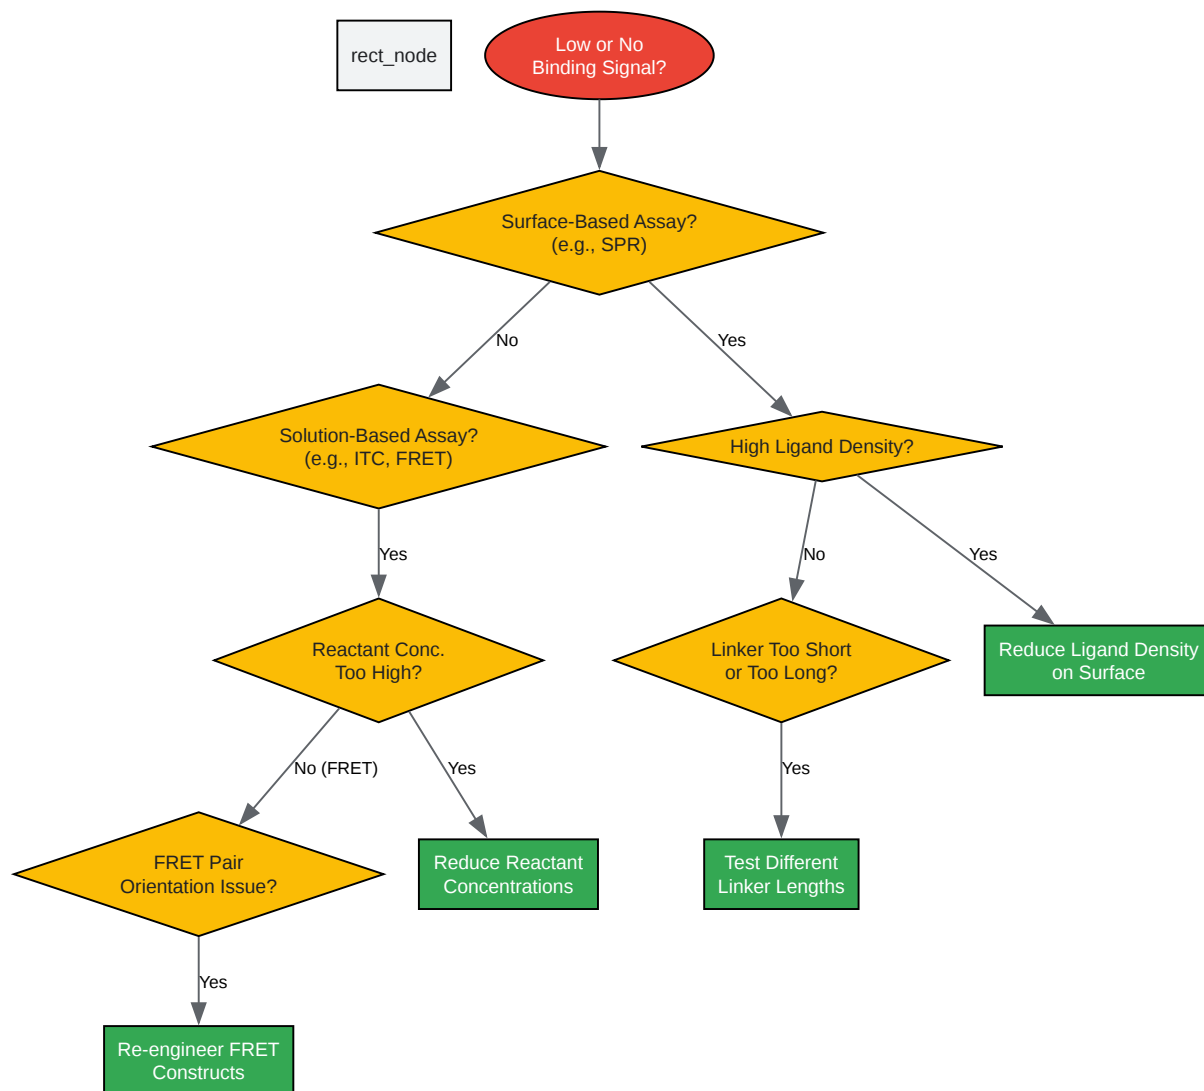 rect_node
Low or No
Binding Signal?
Surface-Based Assay?
(e.g., SPR)
No
Yes
Solution-Based Assay?
(e.g., ITC, FRET)
High Ligand Density?
Yes
No
Yes
Reactant Conc.
Too High?
Linker Too Short
or Too Long?
Reduce Ligand Density
on Surface
No (FRET)
Yes
Yes
FRET Pair
Orientation Issue?
Reduce Reactant
Concentrations
Test Different
Linker Lengths
Yes
Re-engineer FRET
Constructs